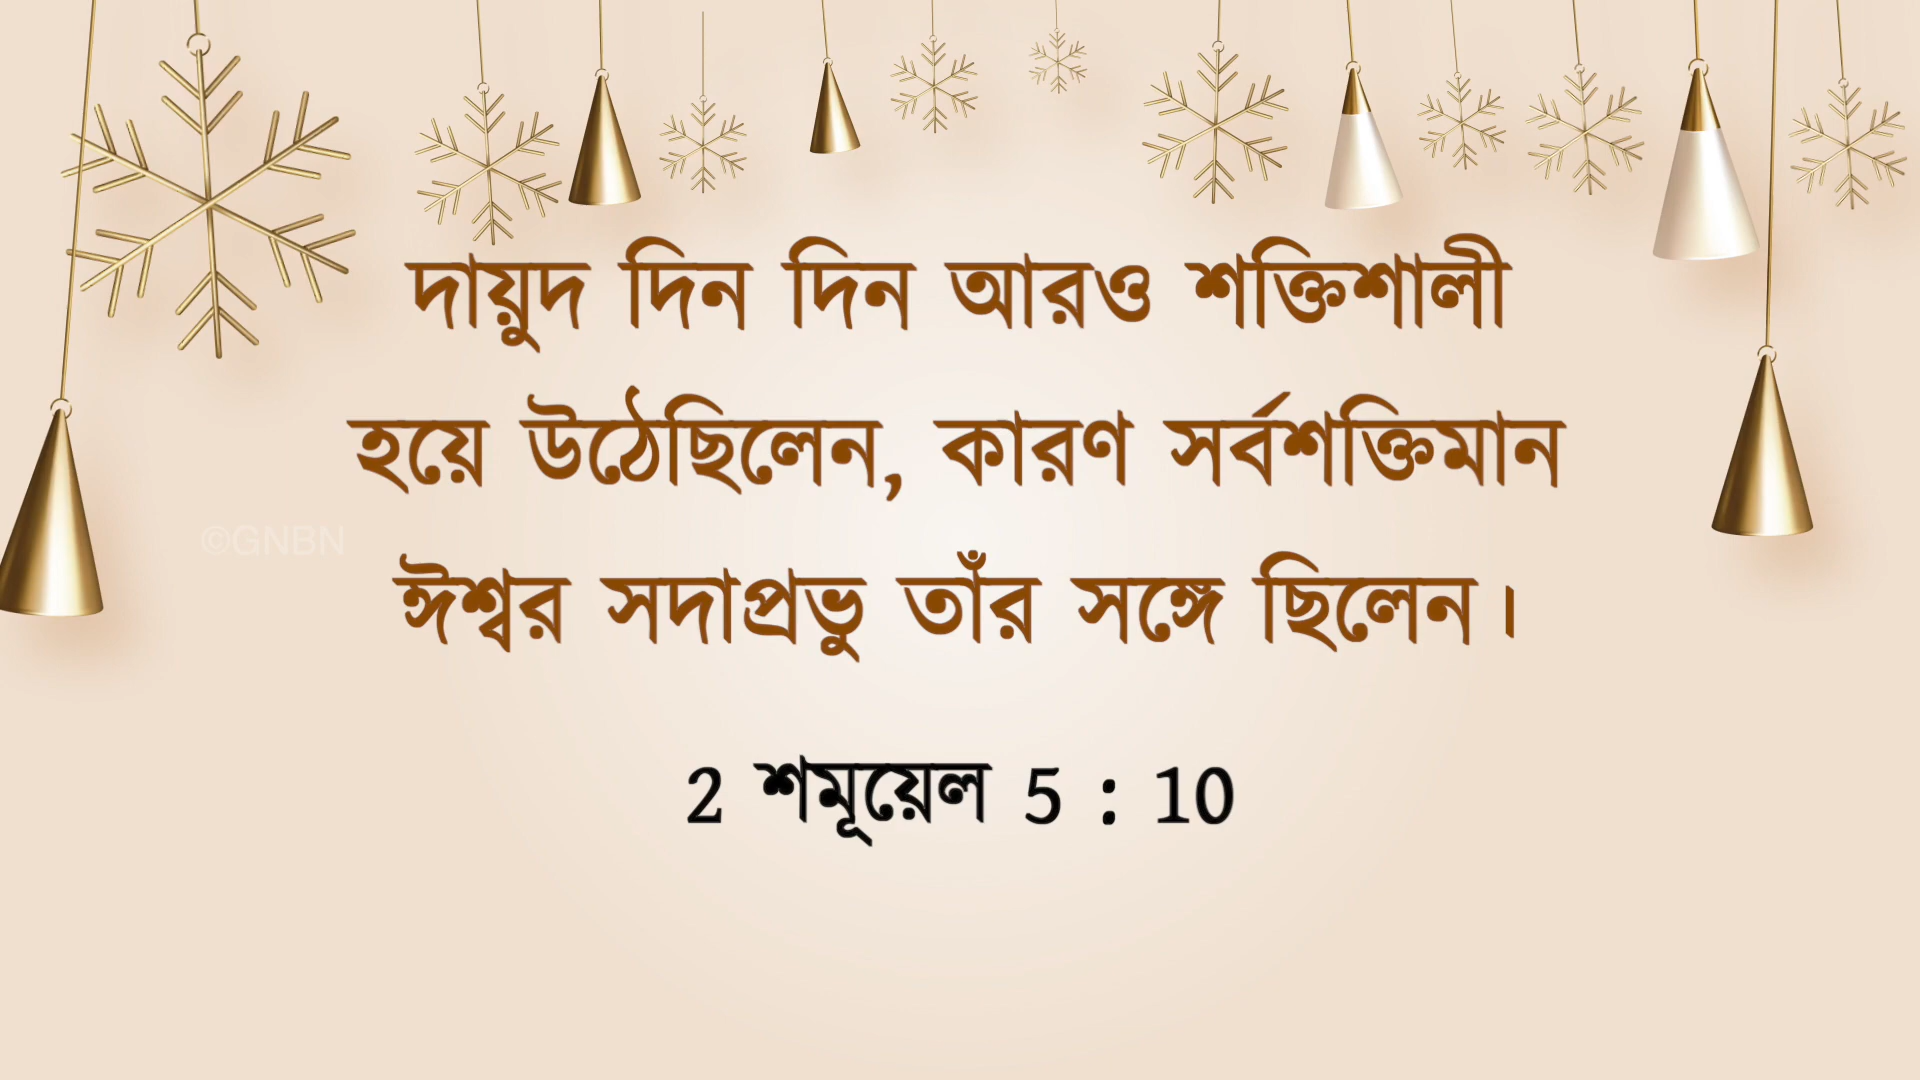 দায়ুদ দিন দিন আরও শক্তিশালী
হয়ে উঠেছিলেন, কারণ সর্বশক্তিমান
ঈশ্বর সদাপ্রভু তাঁর সঙ্গে ছিলেন।
2 শমূয়েল 5 : 10
©GNBN